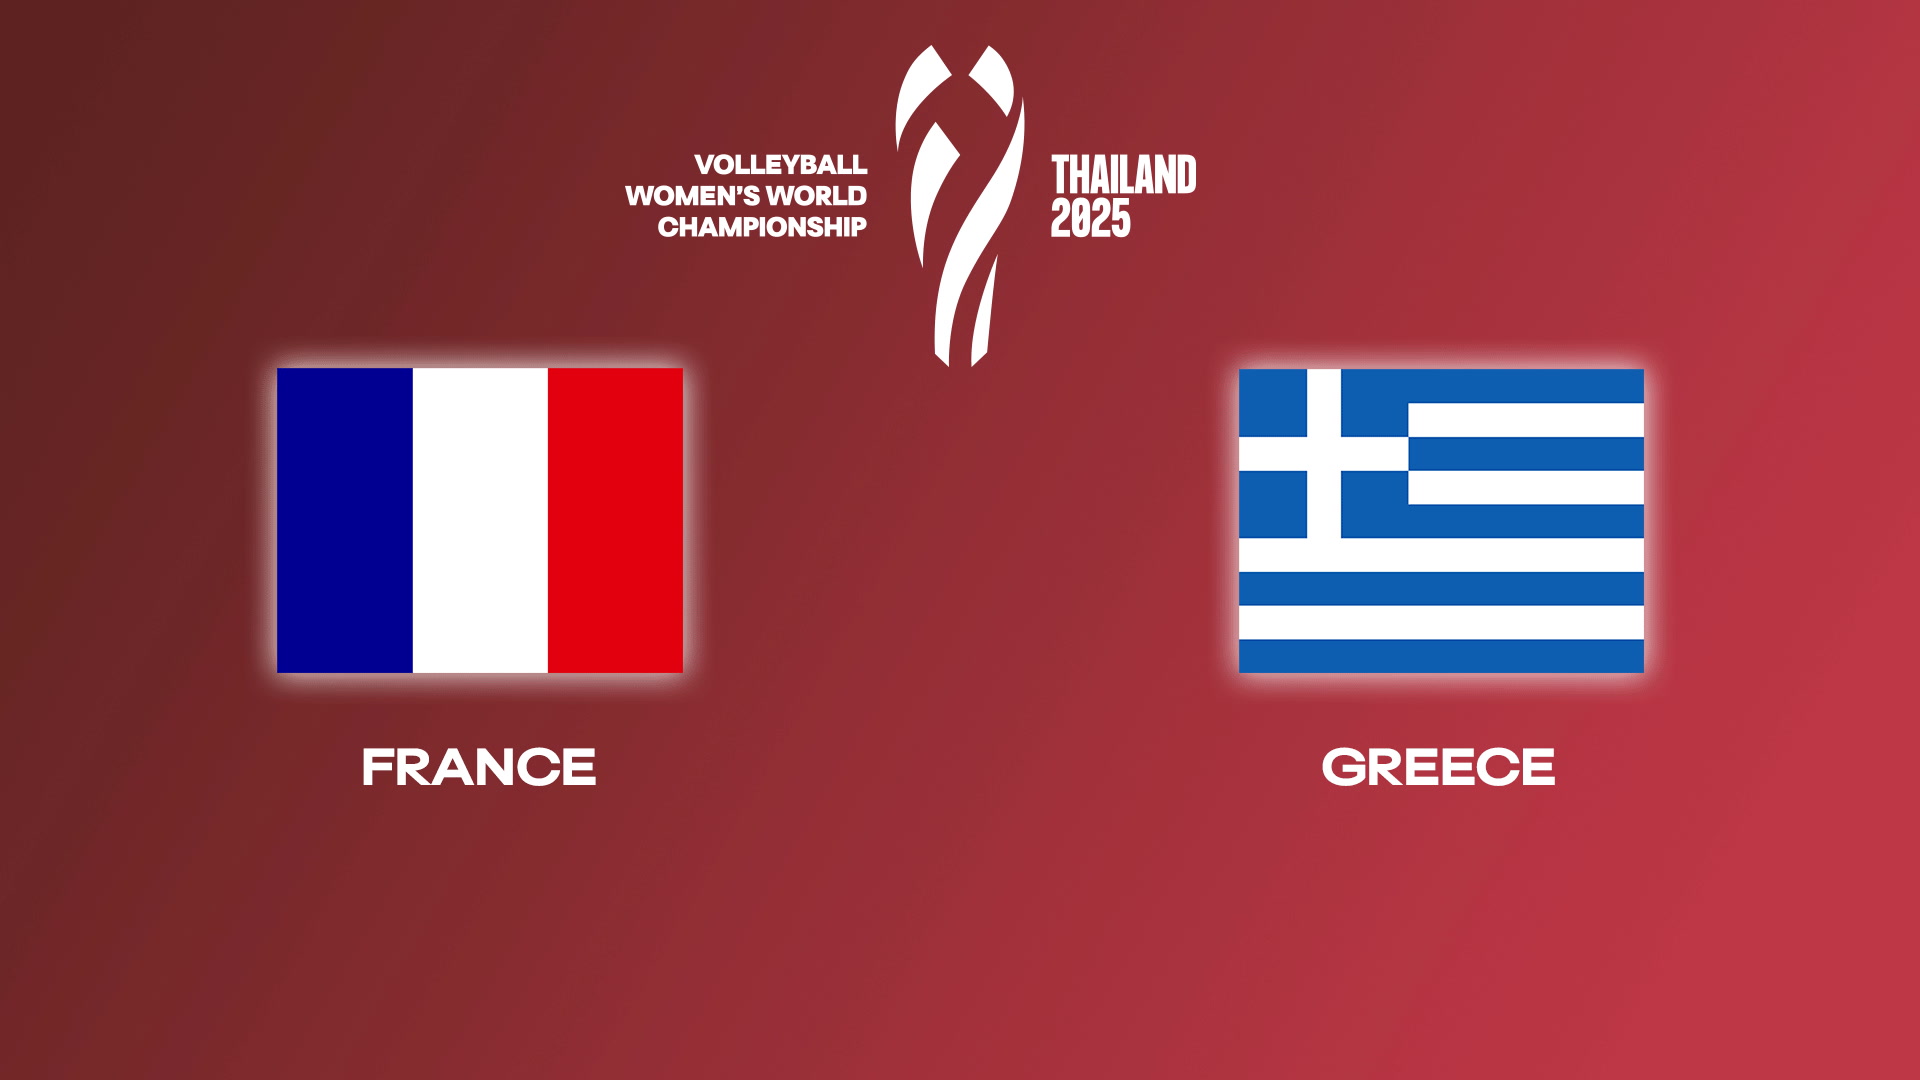 VOLLEYBALL
WOMEN'S WORLD
CHAMPIONSHIP
THAILAND
2025
FRANCE
GREECE